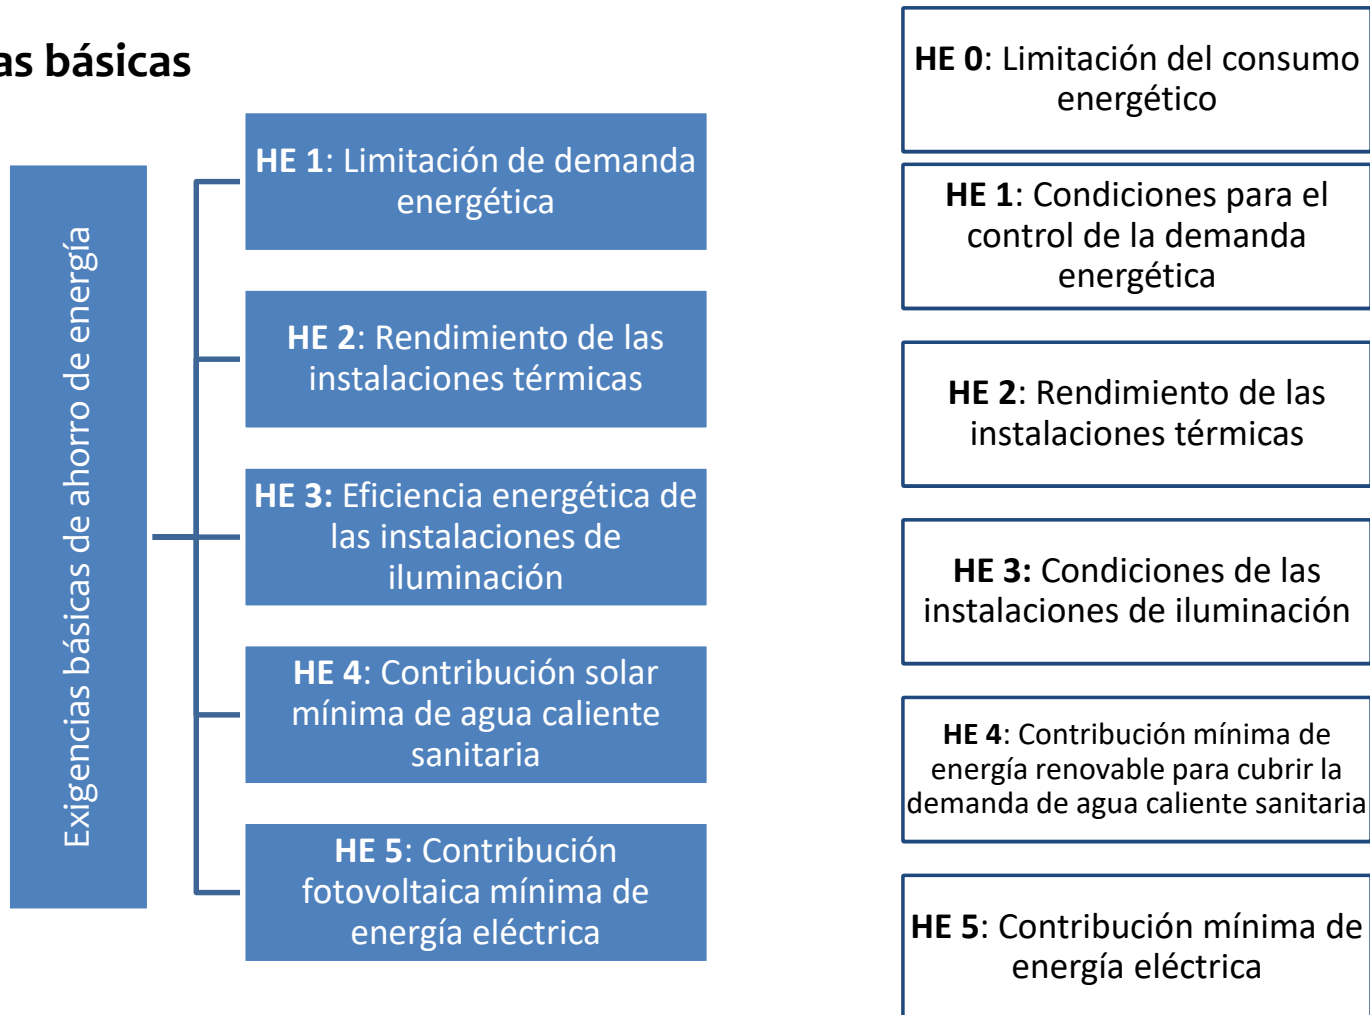 as básicas
Exigencias básicas de ahorro de energía
HE 1: Limitación de demanda
energética
HE 2: Rendimiento de las
instalaciones térmicas
HE 3: Eficiencia energética de
las instalaciones de
iluminación
HE 4: Contribución solar
mínima de agua caliente
sanitaria
HE 5: Contribución
fotovoltaica mínima de
energía eléctrica
HE 0: Limitación del consumo
energético
HE 1: Condiciones para el
control de la demanda
energética
HE 2: Rendimiento de las
instalaciones térmicas
HE 3: Condiciones de las
instalaciones de iluminación
HE 4: Contribución mínima de
energía renovable para cubrir la
demanda de agua caliente sanitaria
HE 5: Contribución mínima de
energía eléctrica